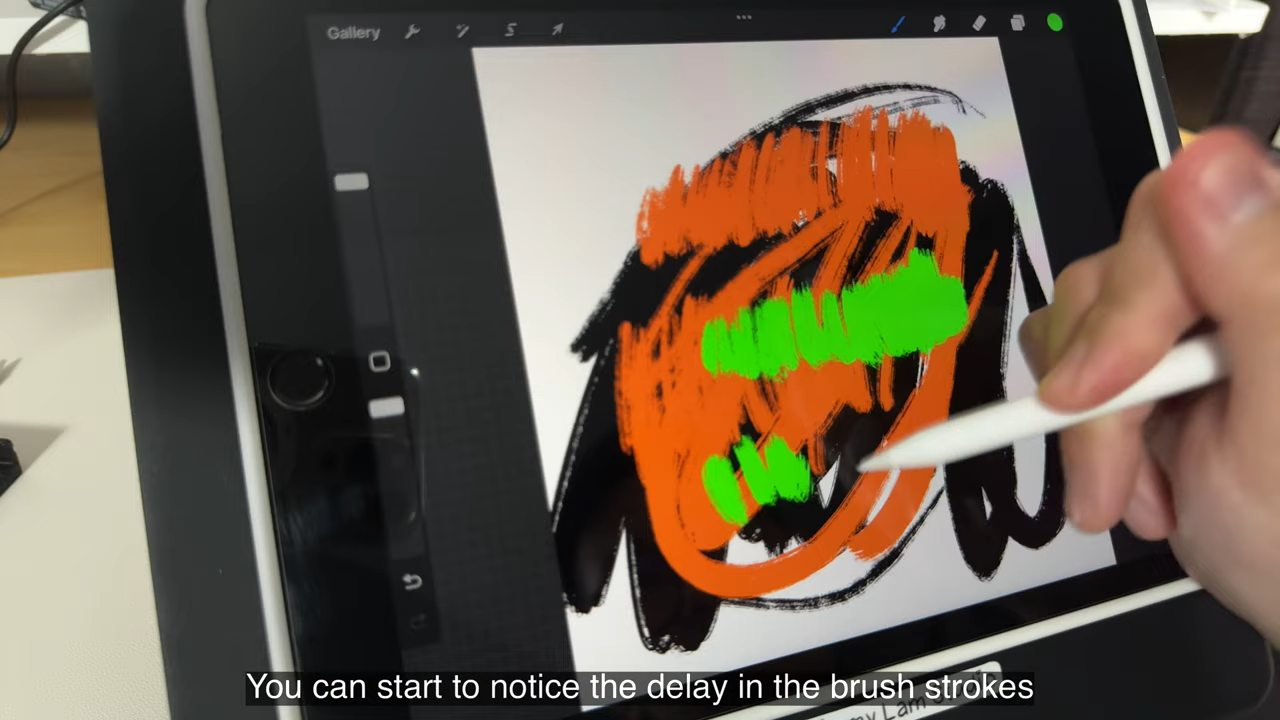 Gallery
You can start to notice the delay in the brush strokes